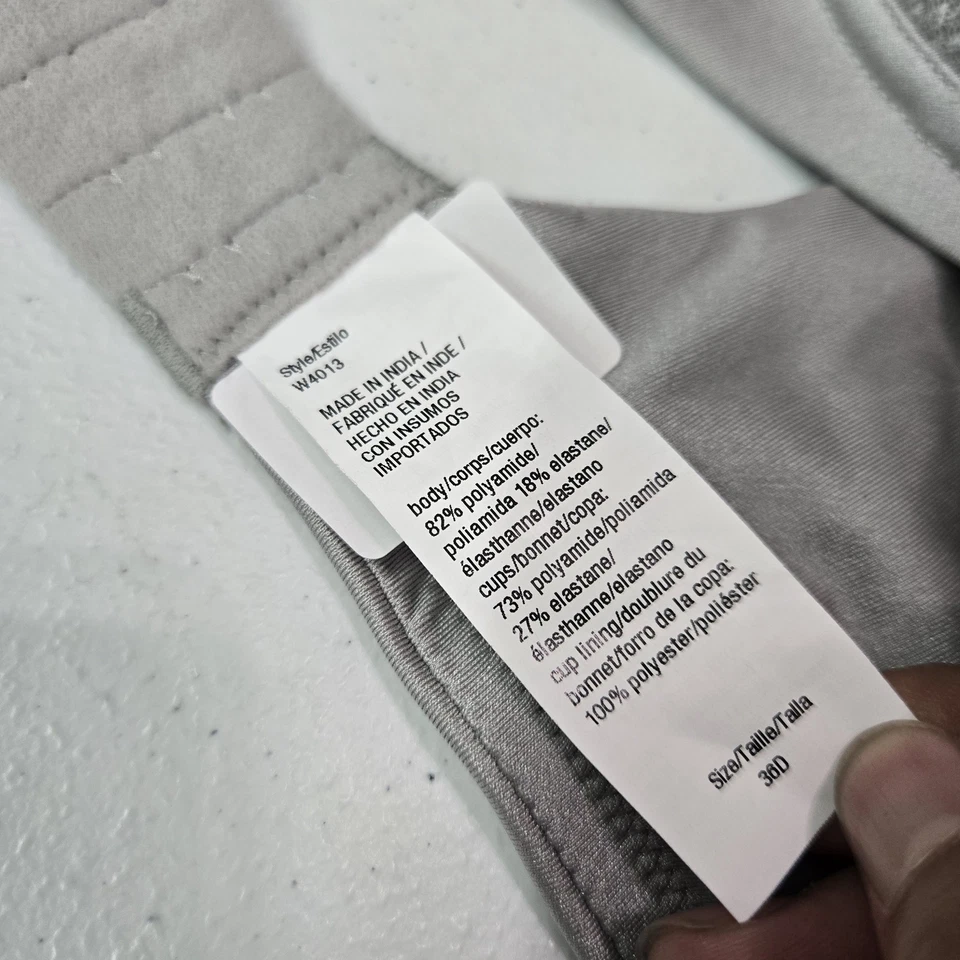 Style/Estilo
W4013
MADE IN INDIA /
FABRIQUÉ EN INDE /
HECHO EN INDIA
CON INSUMOS
IMPORTADOS
body/corps/cuerpo:
82% polyamide/
poliamida 18% elastane/
élasthanne/elastano
cups/bonnet/copa:
73% polyamide/poliamida
27% elastane/
élasthanne/elastano
cup lining/doublure du
bonnet/forro de la copa:
100% polyester/poliéster
Size/Taille/Talla
36D